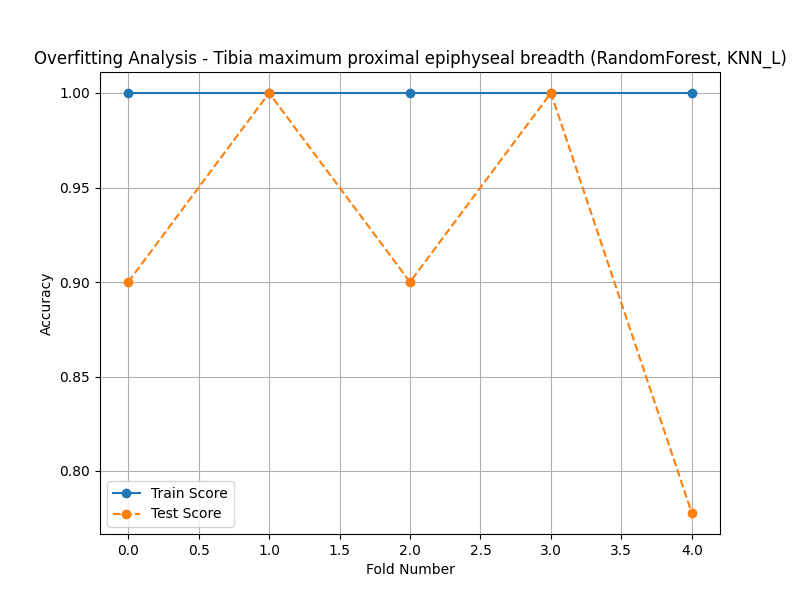 Overfitting Analysis - Tibia maximum proximal epiphyseal breadth (RandomForest, KNN_L)
1.00
0.95
0.90
0.85
0.80
Accuracy
Train Score
Test Score
0.0 0.5 1.0 1.5 2.0 2.5 3.0 3.5 4.0
Fold Number